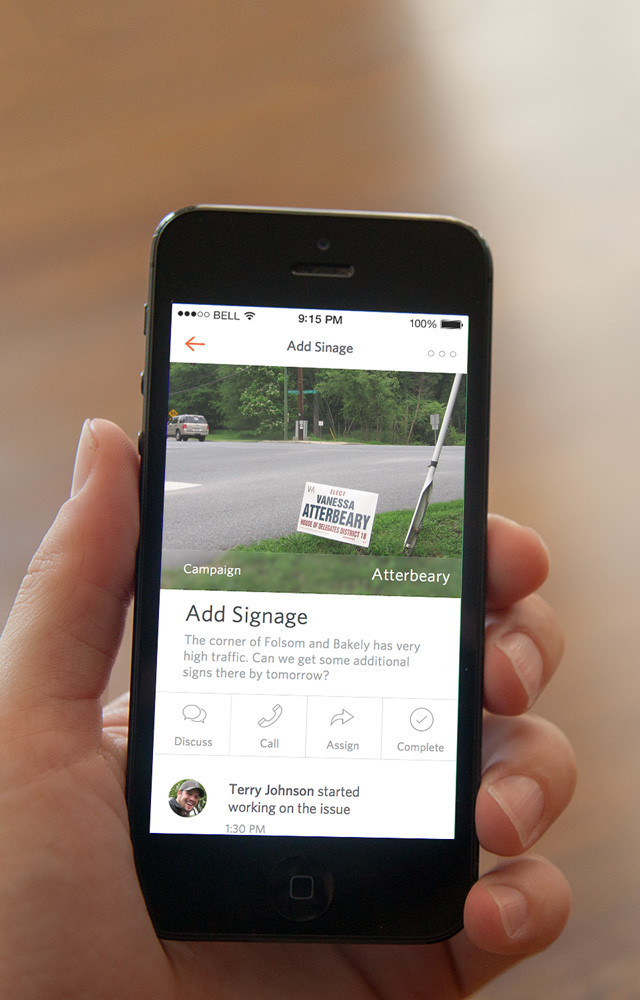 BELL 9:15 PM 100%
Add Sinage
VA
ELECT
VANESSA
ATTERBEARY
HOUSE OF DELEGATES DISTRICT 13
Campaign Atterbeary
Add Signage
The corner of Folsom and Bakely has very
high traffic. Can we get some additional
signs there by tomorrow?
Discuss Call Assign Complete
Terry Johnson started
working on the issue
1:30 PM